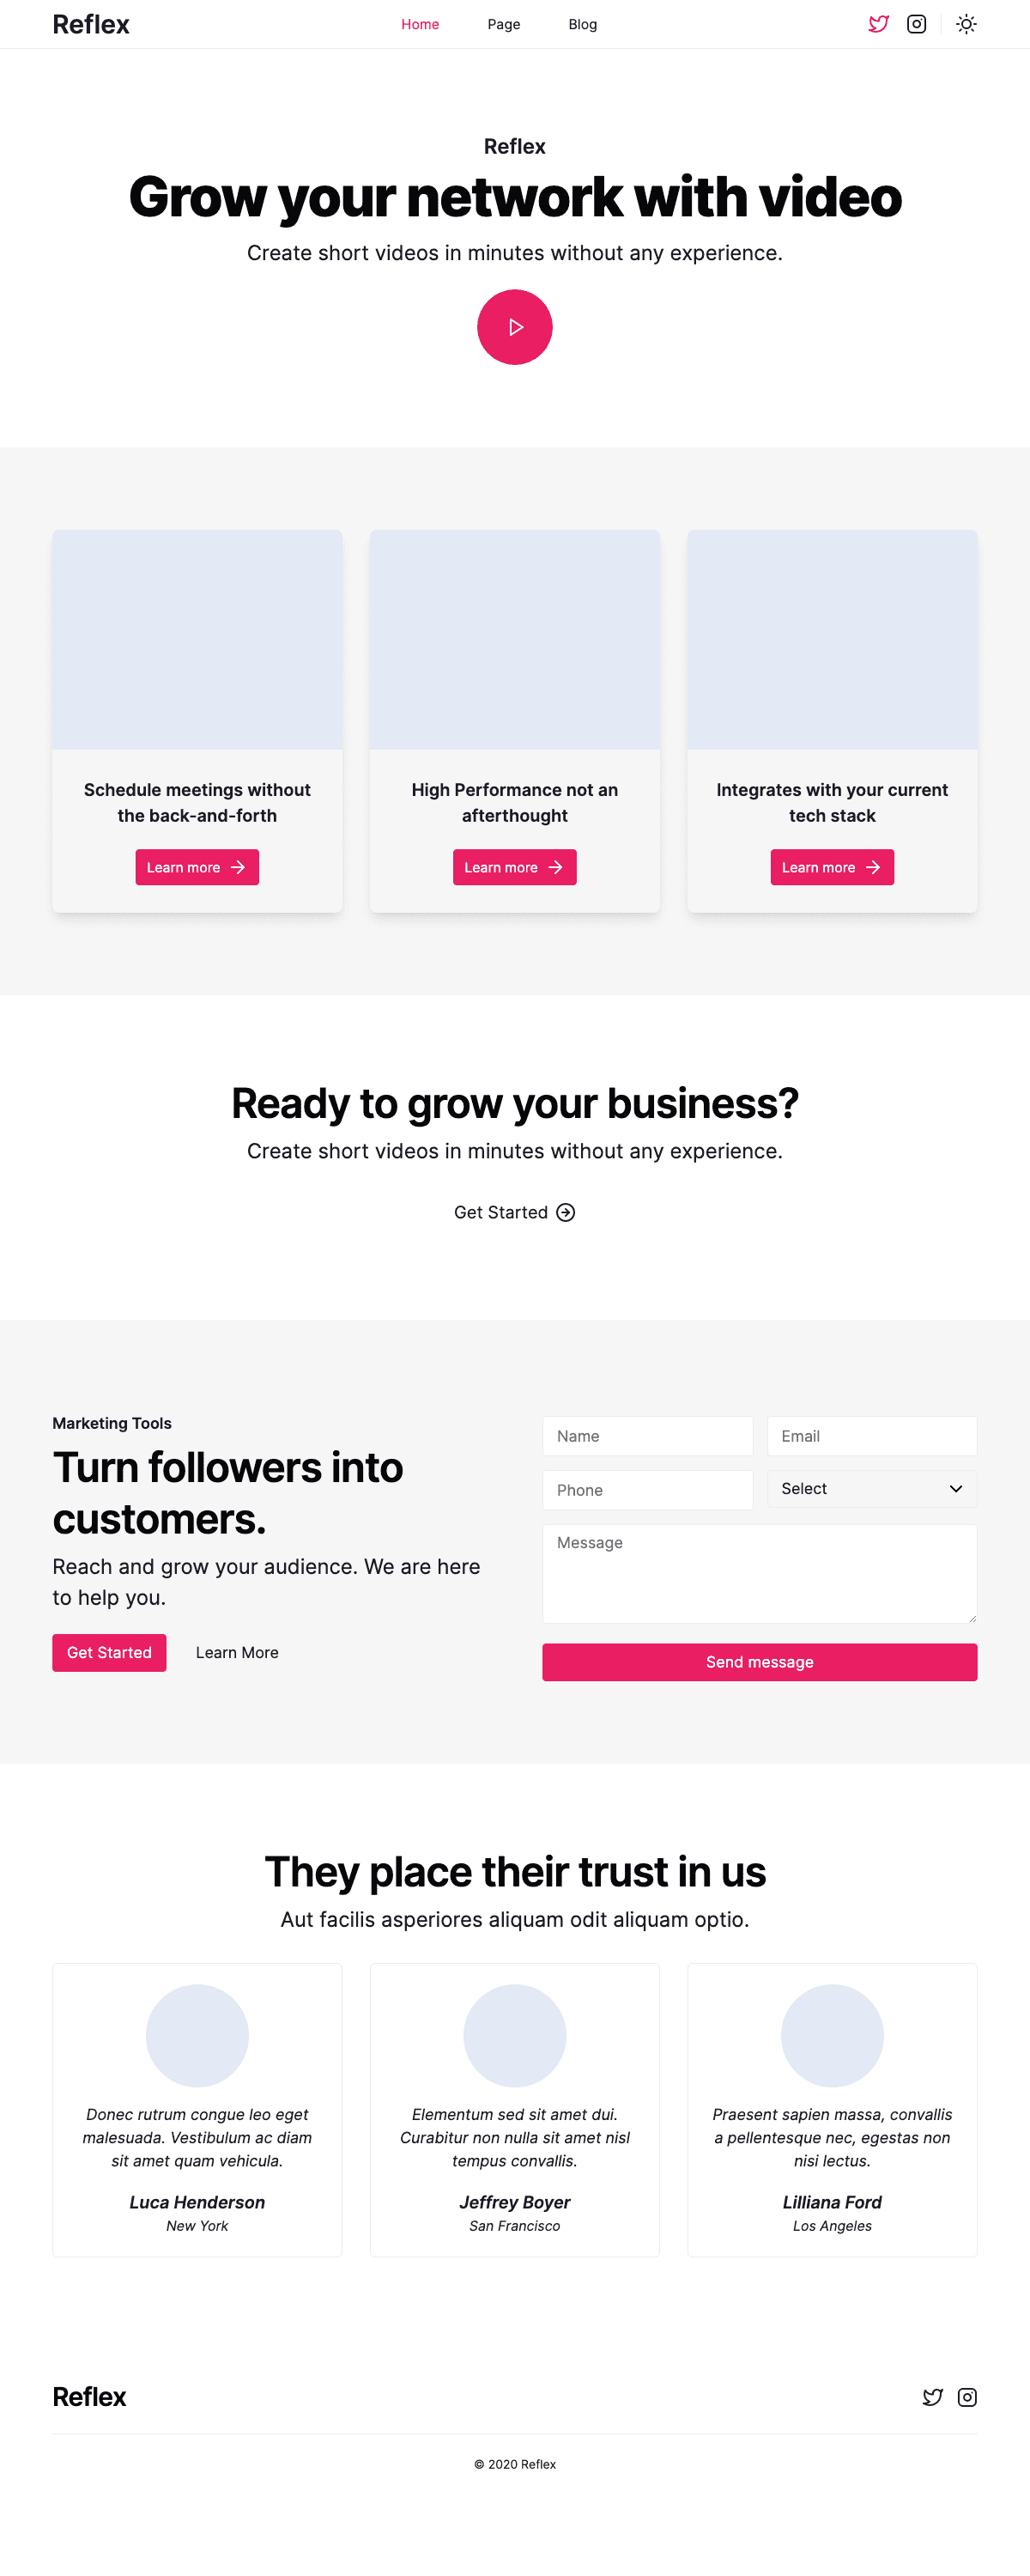 Reflex
Home
Page
Blog
Reflex
Grow your network with video
Create short videos in minutes without any experience.
Schedule meetings without
the back-and-forth
Learn more
High Performance not an
afterthought
Learn more
Integrates with your current
tech stack
Learn more
Ready to grow your business?
Create short videos in minutes without any experience.
Get Started
Marketing Tools
Turn followers into
customers.
Reach and grow your audience. We are here
to help you.
Get Started
Learn More
Name
Email
Phone
Select
Message
Send message
They place their trust in us
Aut facilis asperiores aliquam odit aliquam optio.
Donec rutrum congue leo eget
malesuada. Vestibulum ac diam
sit amet quam vehicula.
Luca Henderson
New York
Elementum sed sit amet dui.
Curabitur non nulla sit amet nisl
tempus convallis.
Jeffrey Boyer
San Francisco
Praesent sapien massa, convallis
a pellentesque nec, egestas non
nisi lectus.
Lilliana Ford
Los Angeles
Reflex
© 2020 Reflex